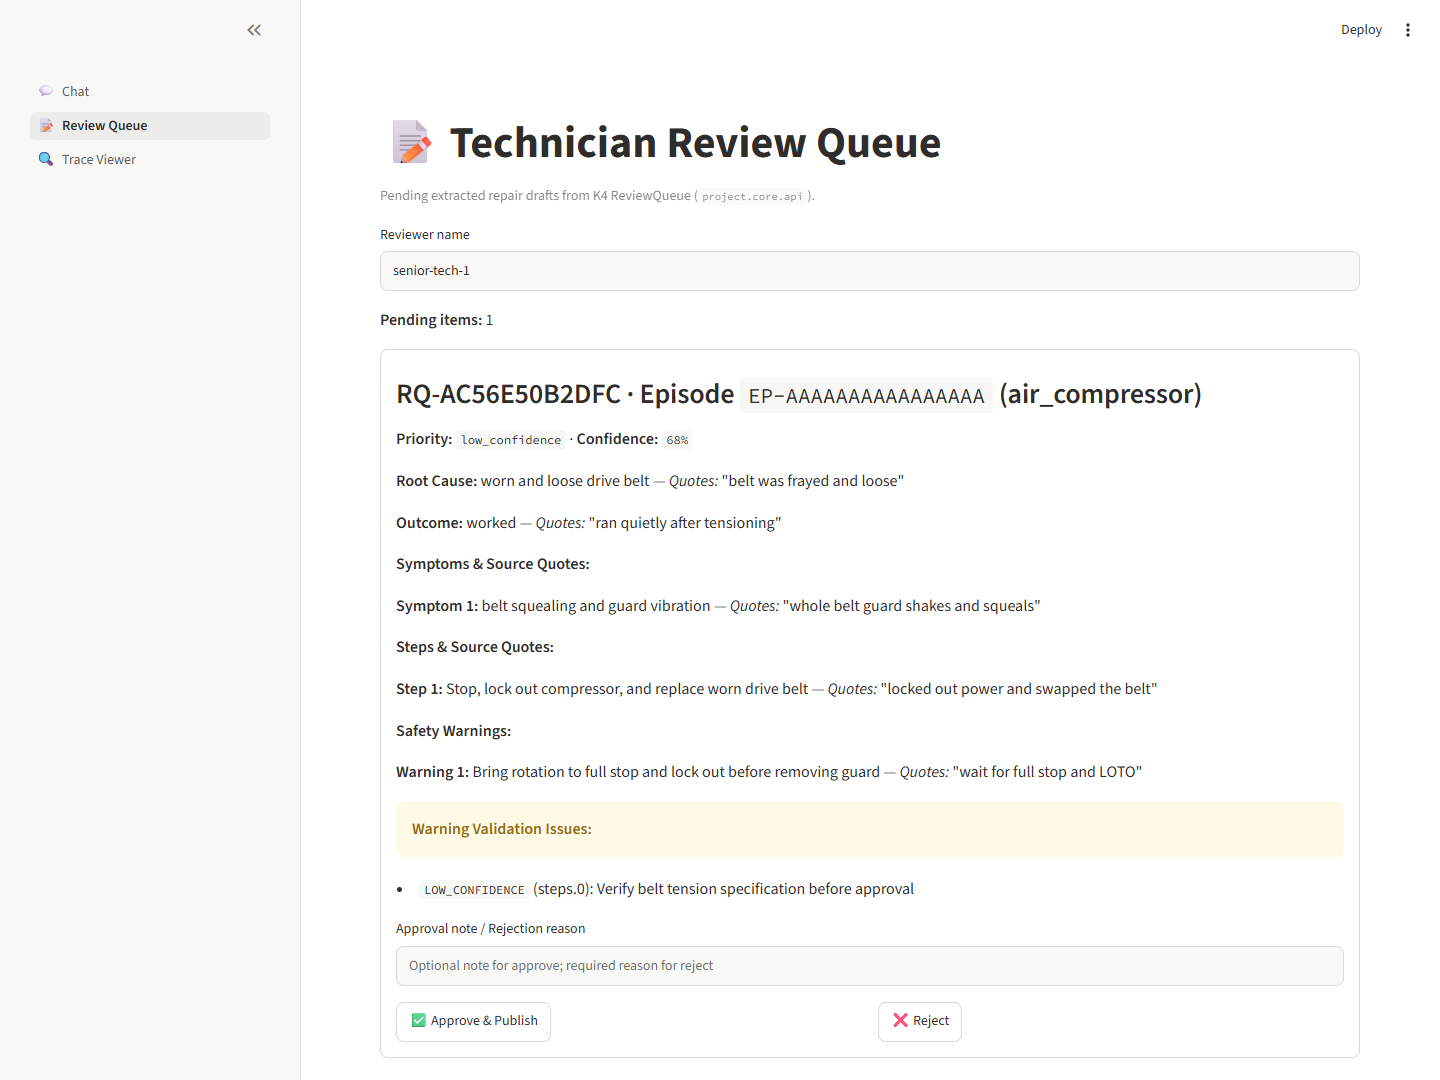 Deploy
Chat
Review Queue
Trace Viewer
Technician Review Queue
Pending extracted repair drafts from K4 ReviewQueue ( project.core.api ).
Reviewer name
senior-tech-1
Pending items: 1
RQ-AC56E50B2DFC · Episode EP-AAAAAAAAAAAAAAAA (air_compressor)
Priority: low_confidence · Confidence: 68%
Root Cause: worn and loose drive belt — Quotes: "belt was frayed and loose"
Outcome: worked — Quotes: "ran quietly after tensioning"
Symptoms & Source Quotes:
Symptom 1: belt squealing and guard vibration — Quotes: "whole belt guard shakes and squeals"
Steps & Source Quotes:
Step 1: Stop, lock out compressor, and replace worn drive belt — Quotes: "locked out power and swapped the belt"
Safety Warnings:
Warning 1: Bring rotation to full stop and lock out before removing guard — Quotes: "wait for full stop and LOTO"
Warning Validation Issues:
• LOW_CONFIDENCE (steps.0): Verify belt tension specification before approval
Approval note / Rejection reason
Optional note for approve; required reason for reject
Approve & Publish
Reject